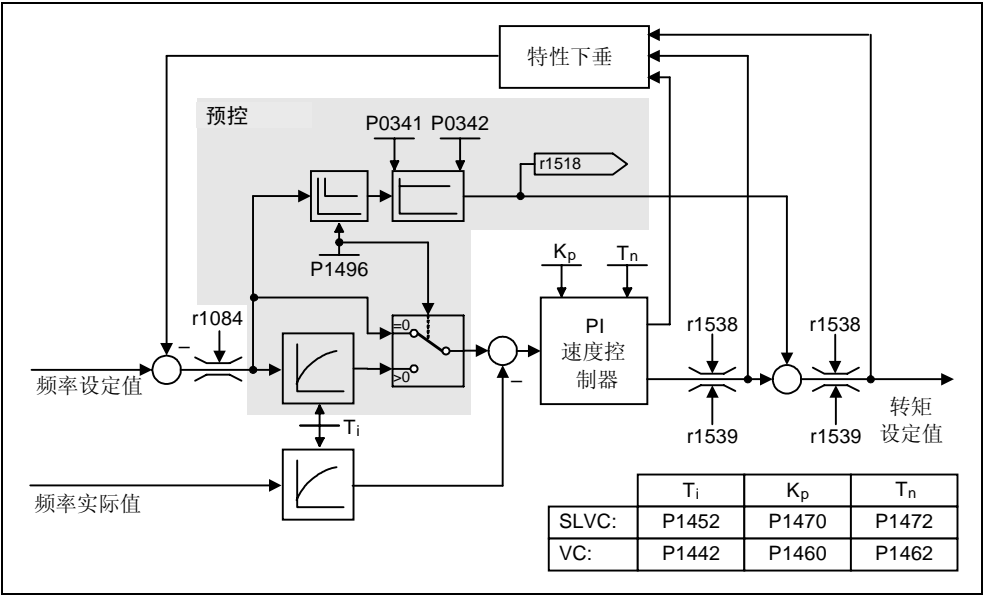 特性下垂
预控
P0341 P0342
r1518
P1496
Kp
Tn
r1084
–
=0
>0
PI
速度控
制器
r1538
r1538
频率设定值
–
r1539
r1539
转矩
设定值
Ti
频率实际值
Ti Kp Tn
SLVC: P1452 P1470 P1472
VC: P1442 P1460 P1462